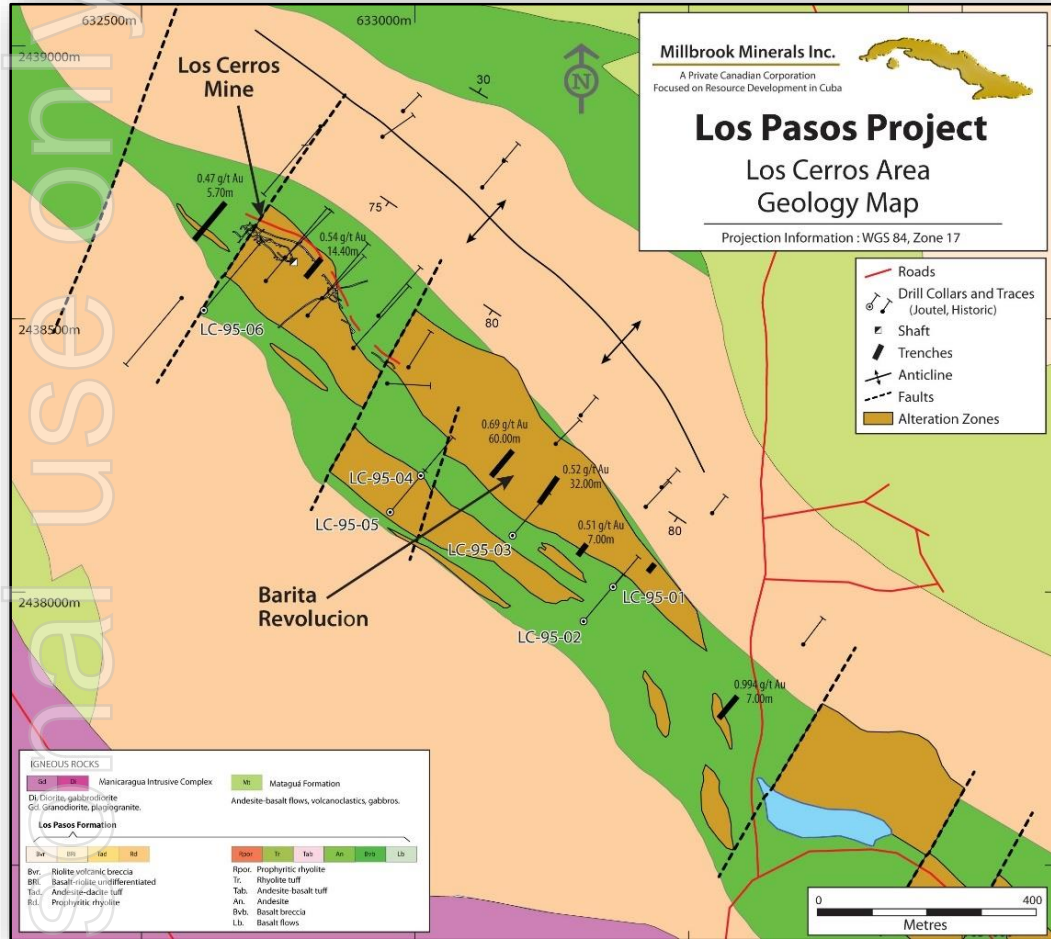 632500m
633000m
2439000m
Los Cerros
Mine
30
N
Millbrook Minerals Inc.
A Private Canadian Corporation
Focused on Resource Development in Cuba
Los Pasos Project
Los Cerros Area
Geology Map
Projection Information : WGS 84, Zone 17
0.47 g/t Au
5.70m
75
0.54 g/t Au
14.40m
Roads
Drill Collars and Traces
(Joutel, Historic)
Shaft
Trenches
Anticline
Faults
Alteration Zones
2438500m
LC-95-06
80
0.69 g/t Au
60.00m
0.52 g/t Au
32.00m
LC-95-04
LC-95-05
0.51 g/t Au
7.00m
80
LC-95-03
2438000m
Barita
Revolucion
LC-95-01
LC-95-02
0.994 g/t Au
7.00m
IGNEOUS ROCKS
Gd Di Manicaragua Intrusive Complex
Mt Mataguá Formation
Di. Diorite, gabbrodiorite
Gd. Granodiorite, plagiogranite.
Andesite-basalt flows, volcanoclastics, gabbros.
Los Pasos Formation
Bvr BRl Tad Rd
Rpor Tr Tab An Bvb Lb
Bvr. Riolite volcanic breccia
BRl. Basalt-riolite undifferentiated
Tad. Andesite-dacite tuff
Rd. Prophyritic rhyolite
Rpor. Prophyritic rhyolite
Tr. Rhyolite tuff
Tab. Andesite-basalt tuff
An. Andesite
Bvb. Basalt breccia
Lb. Basalt flows
0 400
Metres
sonal use only